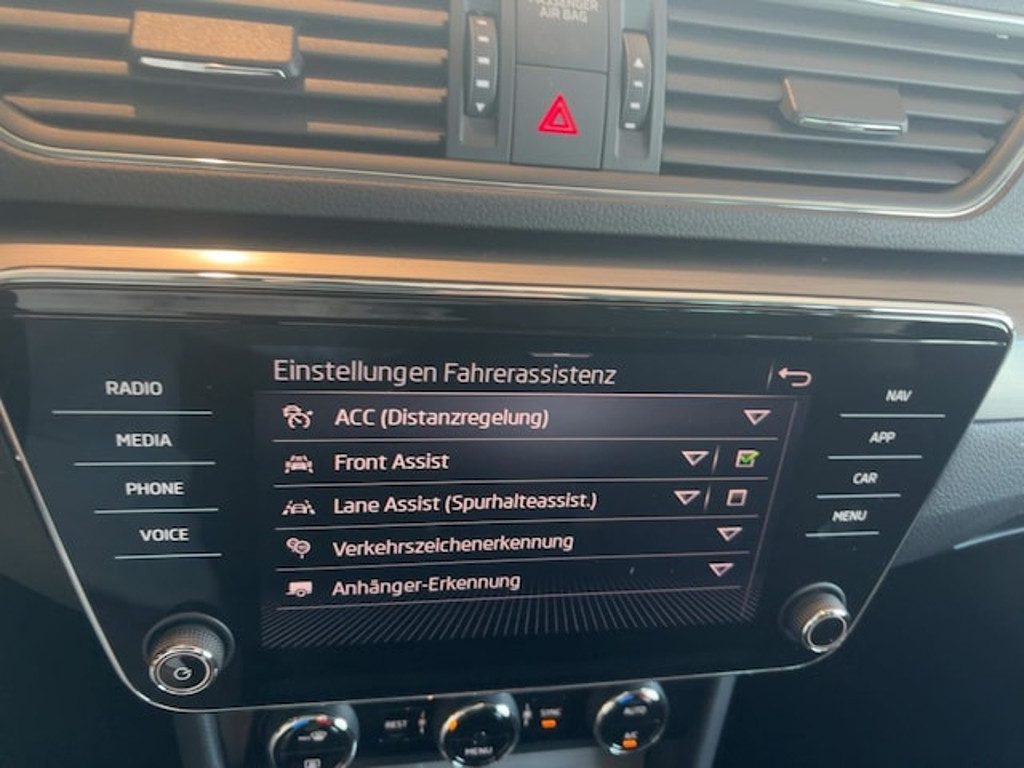 PASSENGER
AIR BAG
Einstellungen Fahrerassistenz
RADIO
MEDIA
PHONE
VOICE
ACC (Distanzregelung)
Front Assist
Lane Assist (Spurhalteassist.)
Verkehrszeichenerkennung
Anhänger-Erkennung
NAV
APP
CAR
MENU
REST
MENU
SYNC
AUTO
A/C